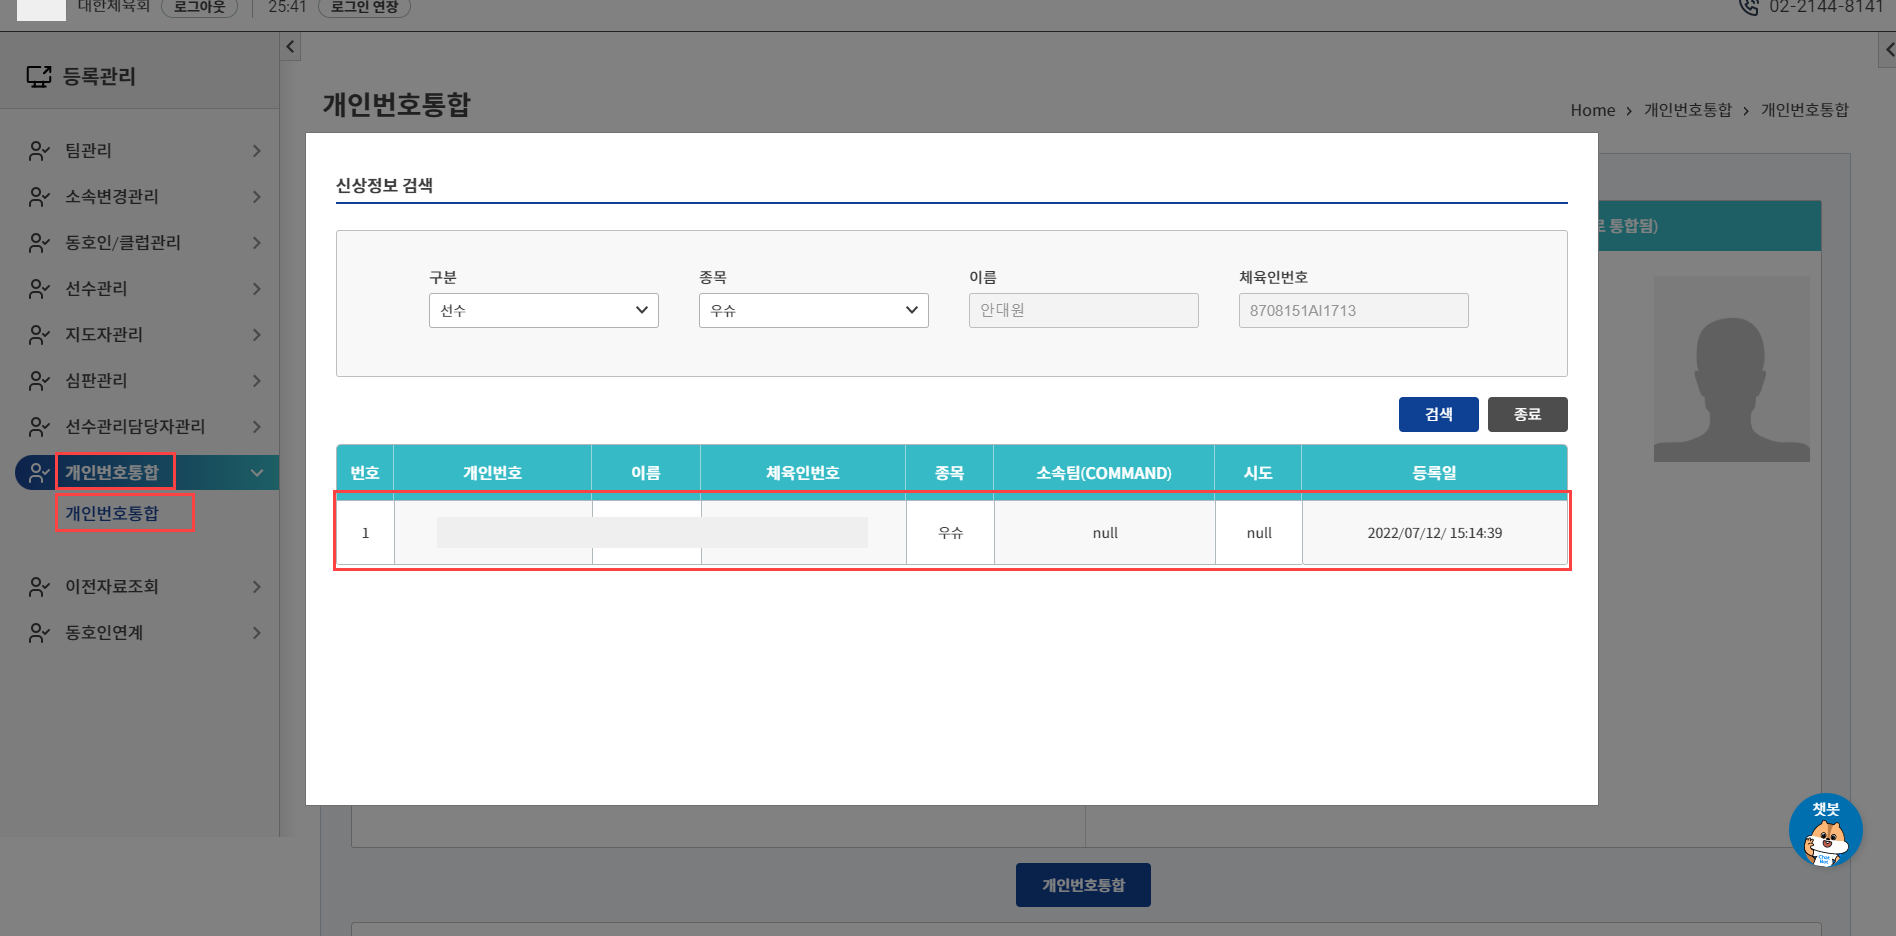 대한체육회 로그아웃 25:41 로그인 연장 02-2144-8141
등록관리
개인번호통합
Home > 개인번호통합 > 개인번호통합
팀관리
소속변경관리
동호인/클럽관리
선수관리
지도자관리
심판관리
선수관리담당자관리
개인번호통합
개인번호통합
이전자료조회
동호인연계
로 통합됨)
신상정보 검색
구분 종목 이름 체육인번호
선수 우슈 안대원 8708151AI1713
검색 종료
번호 개인번호 이름 체육인번호 종목 소속팀(COMMAND) 시도 등록일
1 우슈 null null 2022/07/12/ 15:14:39
챗봇
Chat Bot
개인번호통합